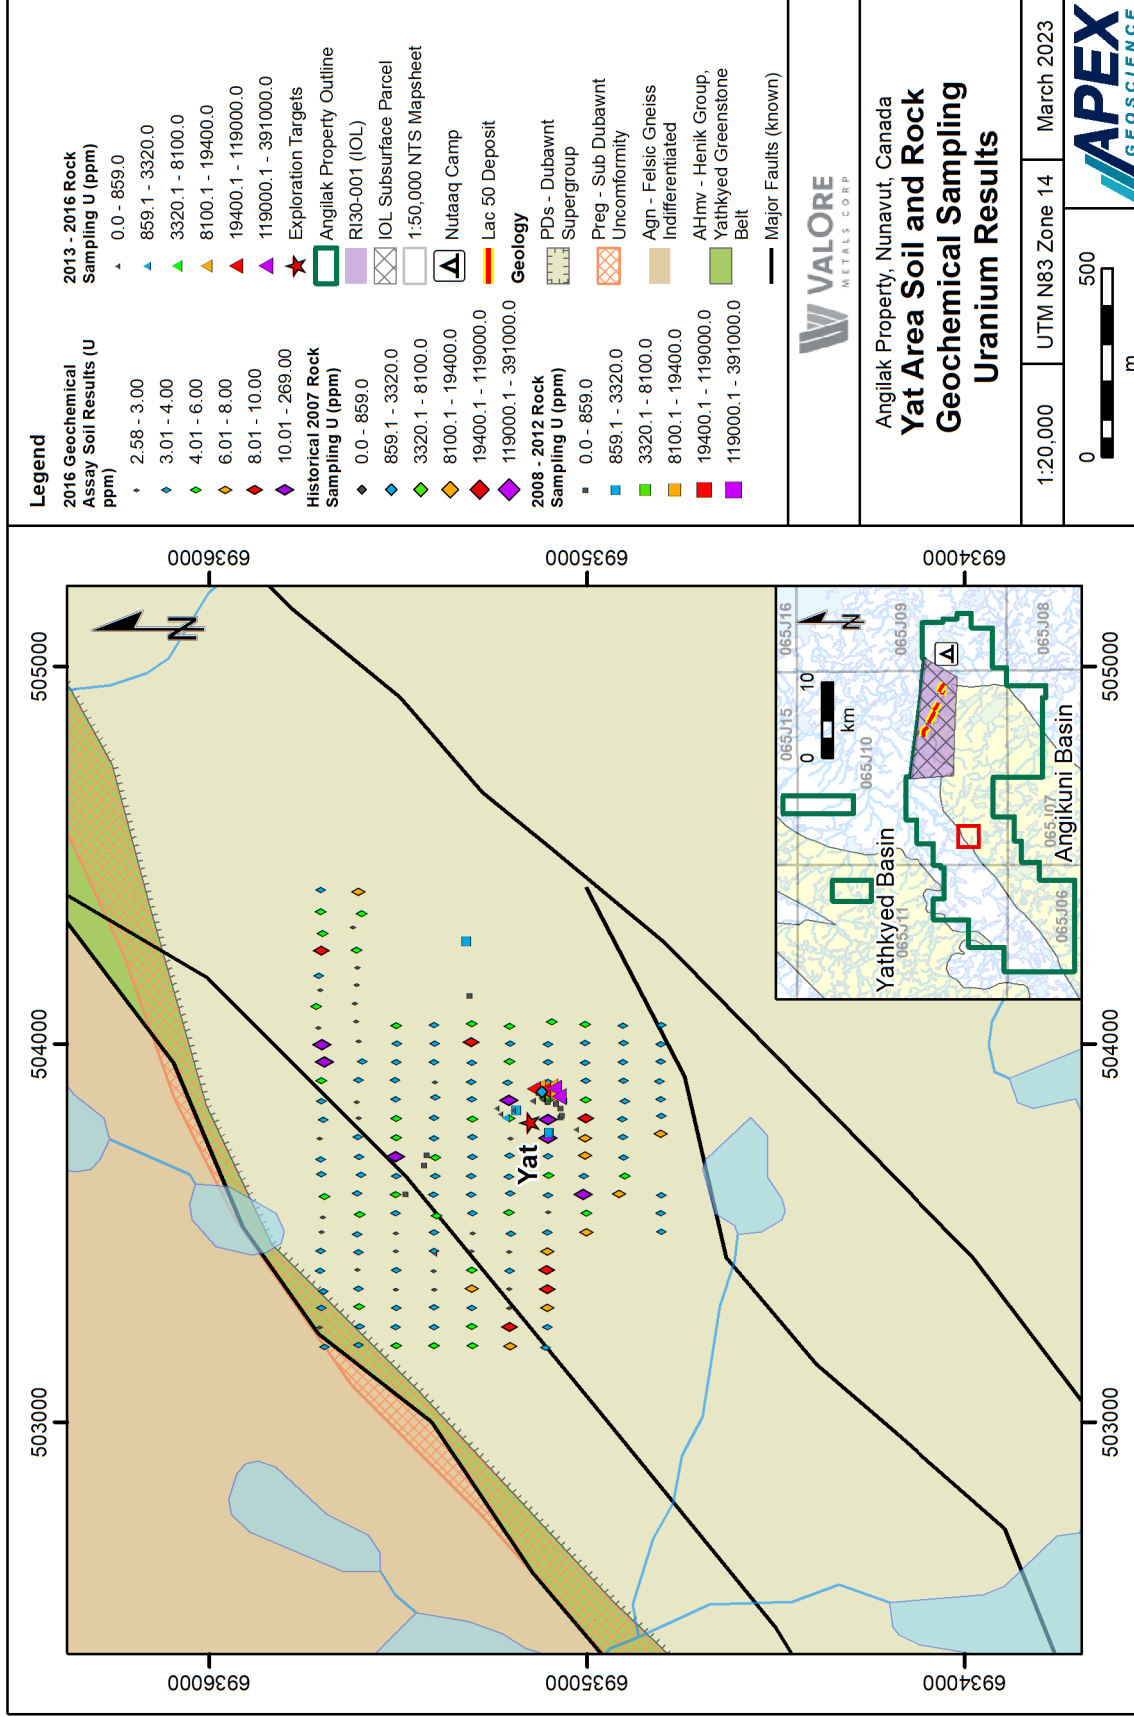 Legend
2016 Geochemical
Assay Soil Results (U
ppm)
2.58 - 3.00
3.01 - 4.00
4.01 - 6.00
6.01 - 8.00
8.01 - 10.00
10.01 - 269.00
Historical 2007 Rock
Sampling U (ppm)
0.0 - 859.0
859.1 - 3320.0
3320.1 - 8100.0
8100.1 - 19400.0
19400.1 - 119000.0
119000.1 - 391000.0
2008 - 2012 Rock
Sampling U (ppm)
0.0 - 859.0
859.1 - 3320.0
3320.1 - 8100.0
8100.1 - 19400.0
19400.1 - 119000.0
119000.1 - 391000.0
2013 - 2016 Rock
Sampling U (ppm)
0.0 - 859.0
859.1 - 3320.0
3320.1 - 8100.0
8100.1 - 19400.0
19400.1 - 119000.0
119000.1 - 391000.0
Exploration Targets
Angilak Property Outline
RI30-001 (IOL)
IOL Subsurface Parcel
1:50,000 NTS Mapsheet
Nutaaq Camp
Lac 50 Deposit
Geology
PDs - Dubawnt
Supergroup
Preg - Sub Dubawnt
Uncomformity
Agn - Felsic Gneiss
Indifferentiated
AHmv - Henik Group,
Yathkyed Greenstone
Belt
Major Faults (known)
VALORE
METALS CORP
Angilak Property, Nunavut, Canada
Yat Area Soil and Rock
Geochemical Sampling
Uranium Results
1:20,000
UTM N83 Zone 14
March 2023
0
500
m
APEX
GEOSCIENCE
503000
504000
505000
6936000
6935000
6934000
N
Yat
6936000
6935000
6934000
503000
504000
505000
065J15
065J16
0
10
km
N
065J11
065J10
065J09
Yathkyed Basin
065J06
065J07
065J08
Angikuni Basin